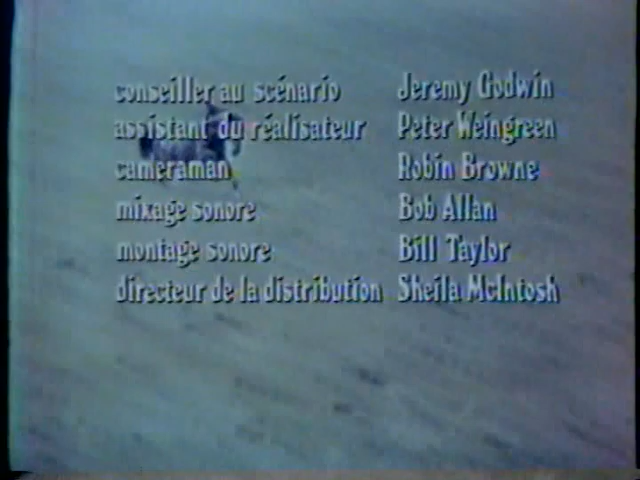 conseiller au scénario Jeremy Godwin
assistant du réalisateur Peter Weingreen
cameraman Robin Browne
mixage sonore Bob Allan
montage sonore Bill Taylor
directeur de la distribution Sheila McIntosh